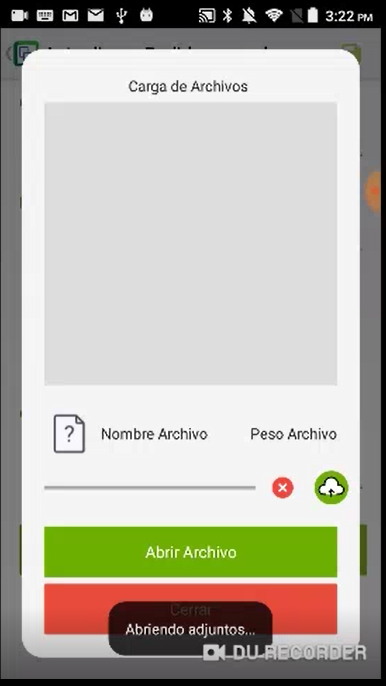 3:22 PM
Carga de Archivos
?
Nombre Archivo
Peso Archivo
Abrir Archivo
Cerrar
Abriendo adjuntos...
DU RECORDER